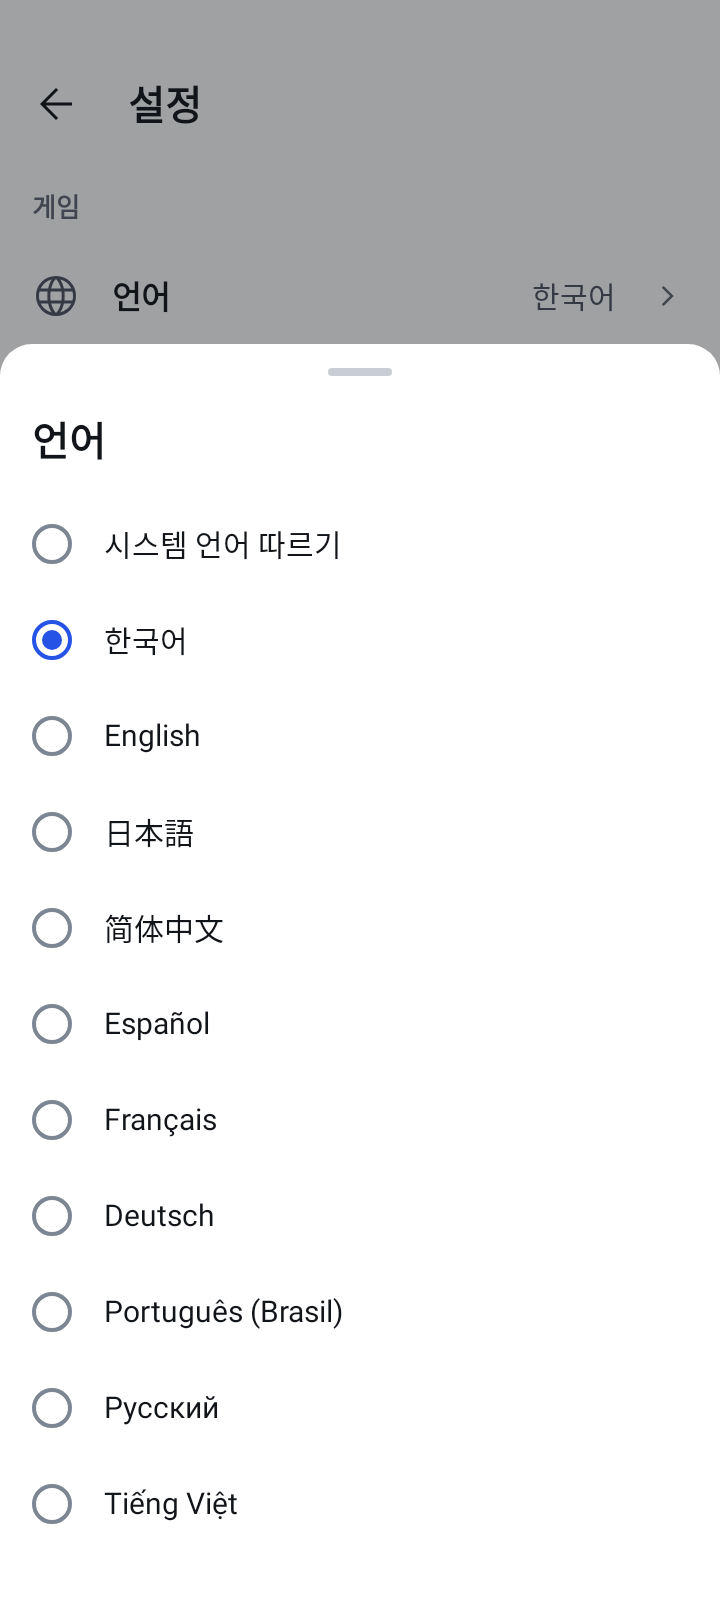 설정
게임
언어 한국어
언어
시스템 언어 따르기
한국어
English
日本語
简体中文
Español
Français
Deutsch
Português (Brasil)
Русский
Tiếng Việt